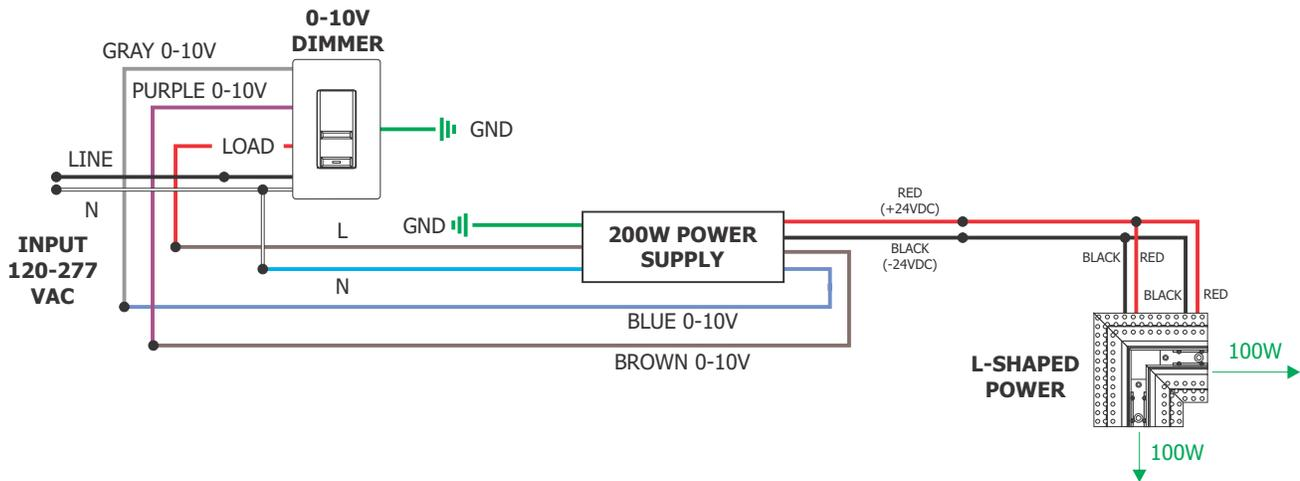 0-10V
DIMMER
GRAY 0-10V
PURPLE 0-10V
LOAD
LINE
N
GND
INPUT
120-277
VAC
L
N
GND
200W POWER
SUPPLY
RED
(+24VDC)
BLACK
(-24VDC)
BLUE 0-10V
BROWN 0-10V
BLACK
RED
BLACK
RED
L-SHAPED
POWER
100W
100W